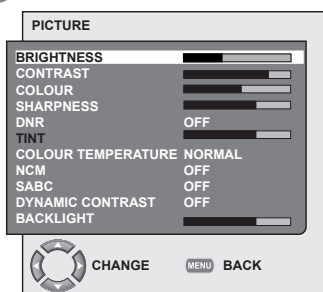 PICTURE
BRIGHTNESS
CONTRAST
COLOUR
SHARPNESS
DNR OFF
TINT
COLOUR TEMPERATURE NORMAL
NCM OFF
SABC OFF
DYNAMIC CONTRAST OFF
BACKLIGHT
CHANGE MENU BACK